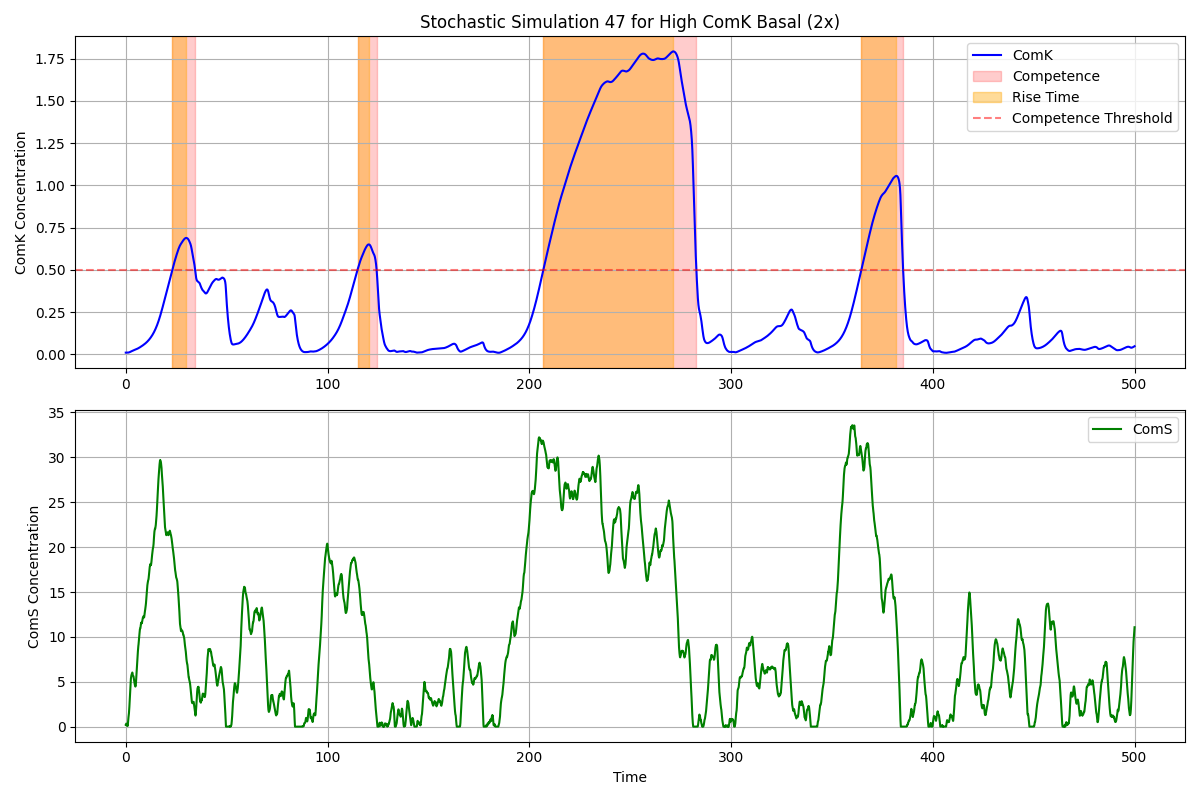 Stochastic Simulation 47 for High ComK Basal (2x)
ComK Concentration
1.75
1.50
1.25
1.00
0.75
0.50
0.25
0.00
ComK
Competence
Rise Time
Competence Threshold
0 100 200 300 400 500
ComS Concentration
35
30
25
20
15
10
5
0
ComS
0 100 200 300 400 500
Time